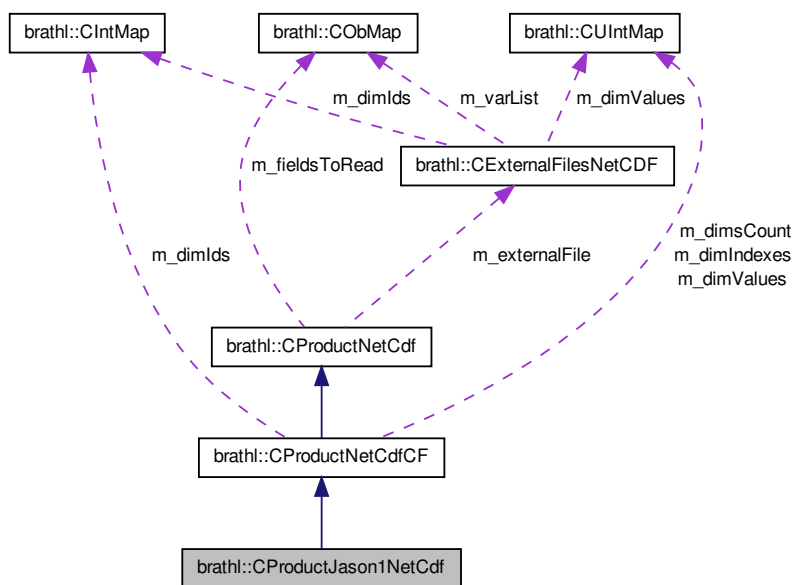 brathl::CIntMap
brathl::CObMap
brathl::CUIntMap
m_dimIds
m_varList
m_dimValues
m_fieldsToRead
brathl::CExternalFilesNetCDF
m_dimIds
m_externalFile
m_dimsCount
m_dimIndexes
m_dimValues
brathl::CProductNetCdf
brathl::CProductNetCdfCF
brathl::CProductJason1NetCdf